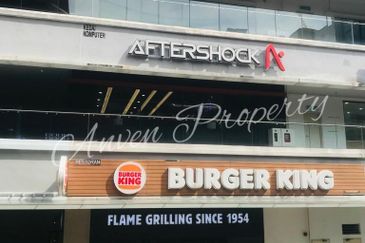 KEDAI
KOMPUTER
AFTERSHOCK
Anven Property
RESTORAN
BURGER
KING
BURGER KING
FLAME GRILLING SINCE 1954